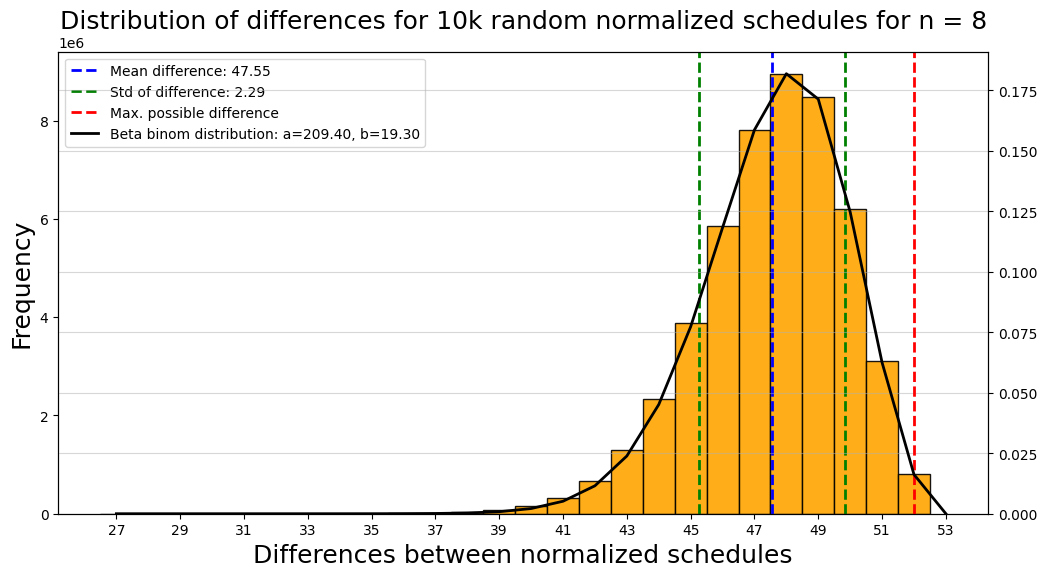 Distribution of differences for 10k random normalized schedules for n = 8
1e6
Mean difference: 47.55
Std of difference: 2.29
Max. possible difference
Beta binom distribution: a=209.40, b=19.30
Frequency
8
6
4
2
0
0.175
0.150
0.125
0.100
0.075
0.050
0.025
0.000
27 29 31 33 35 37 39 41 43 45 47 49 51 53
Differences between normalized schedules